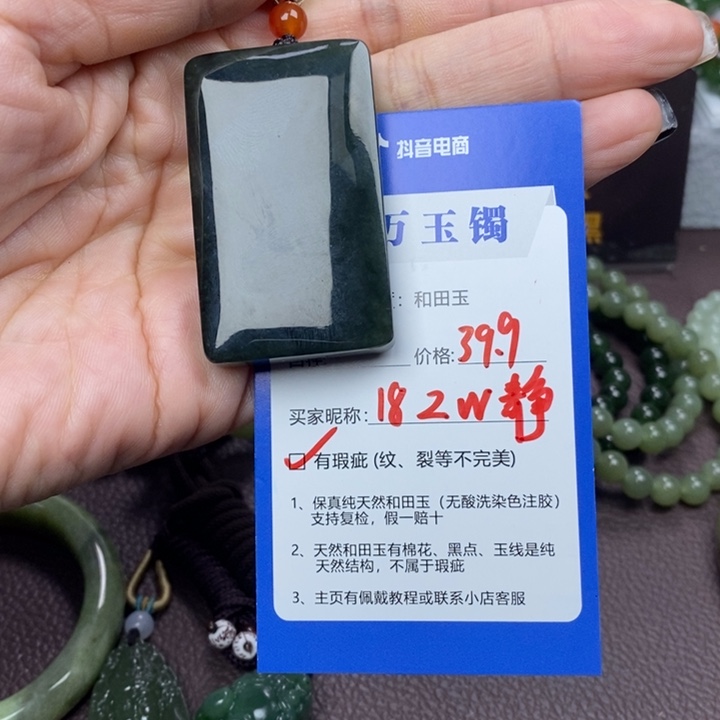 抖音电商
万玉镯
：和田玉
价格:39.9
买家昵称:182W静
☑ 有瑕疵 (纹、裂等不完美)
1、保真纯天然和田玉（无酸洗染色注胶）
支持复检，假一赔十
2、天然和田玉有棉花、黑点、玉线是纯
天然结构，不属于瑕疵
3、主页有佩戴教程或联系小店客服